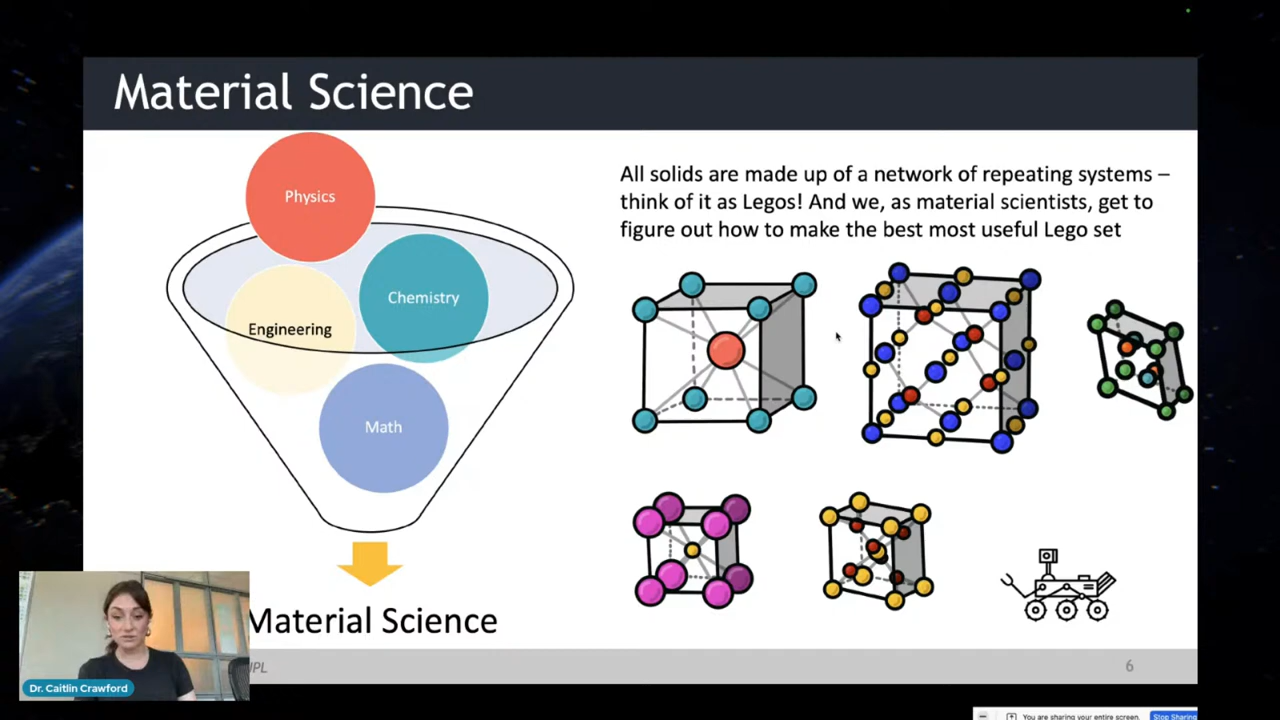 Material Science
Physics
Chemistry
Engineering
Math
Material Science
All solids are made up of a network of repeating systems –
think of it as Legos! And we, as material scientists, get to
figure out how to make the best most useful Lego set
JPL
6
Dr. Caitlin Crawford
You are sharing your entire screen.
Stop Sharing